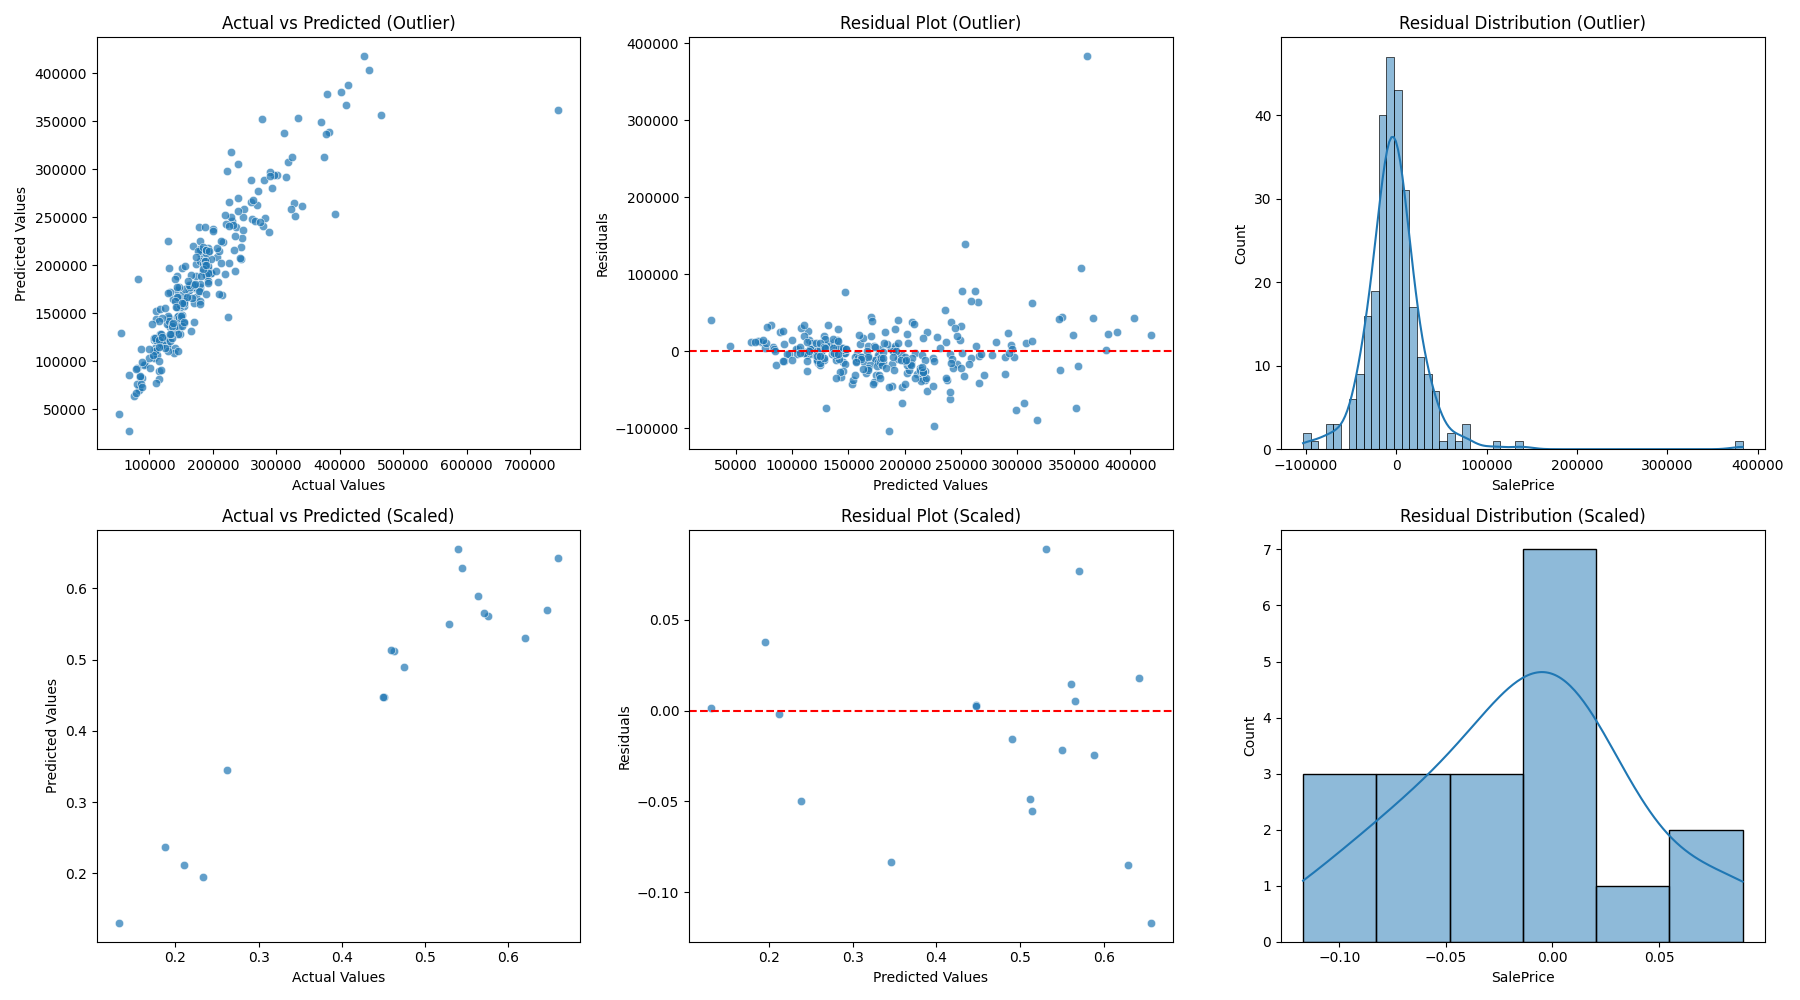 Actual vs Predicted (Outlier)
400000
350000
300000
250000
200000
150000
100000
50000
Predicted Values
100000 200000 300000 400000 500000 600000 700000
Actual Values
Residual Plot (Outlier)
400000
300000
200000
100000
0
−100000
Residuals
50000 100000 150000 200000 250000 300000 350000 400000
Predicted Values
Residual Distribution (Outlier)
40
30
20
10
0
Count
−100000 0 100000 200000 300000 400000
SalePrice
Actual vs Predicted (Scaled)
0.6
0.5
0.4
0.3
0.2
Predicted Values
0.2 0.3 0.4 0.5 0.6
Actual Values
Residual Plot (Scaled)
0.05
0.00
−0.05
−0.10
Residuals
0.2 0.3 0.4 0.5 0.6
Predicted Values
Residual Distribution (Scaled)
7
6
5
4
3
2
1
0
Count
−0.10 −0.05 0.00 0.05
SalePrice